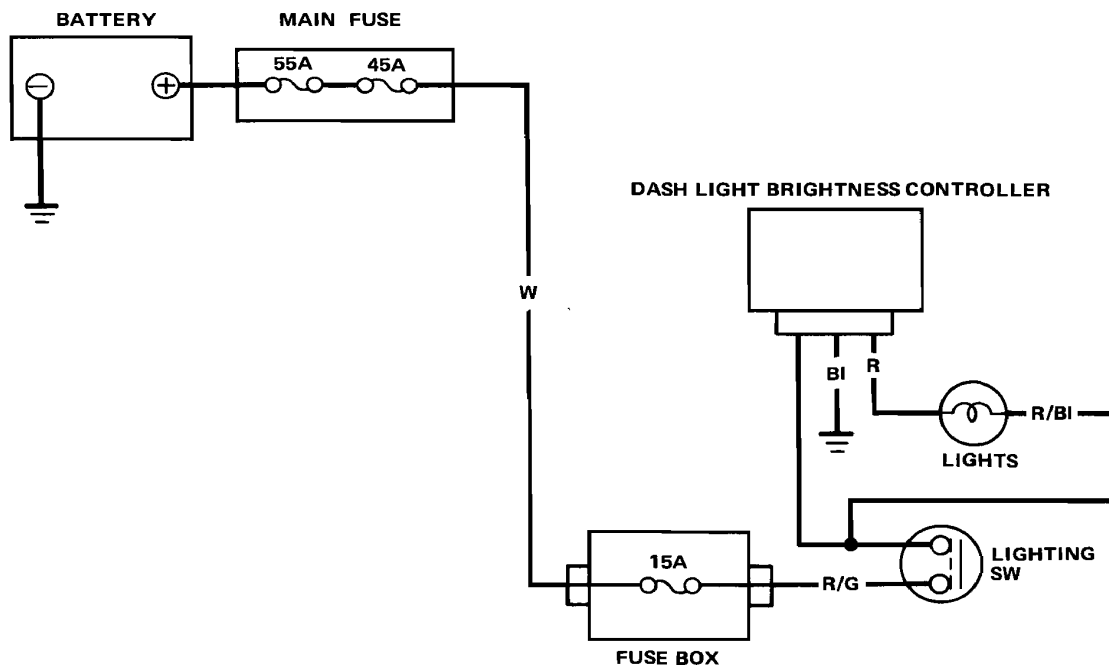 BATTERY
MAIN FUSE
55A
45A
DASH LIGHT BRIGHTNESS CONTROLLER
W
Bl
R
R/Bl
LIGHTS
LIGHTING
SW
15A
R/G
FUSE BOX